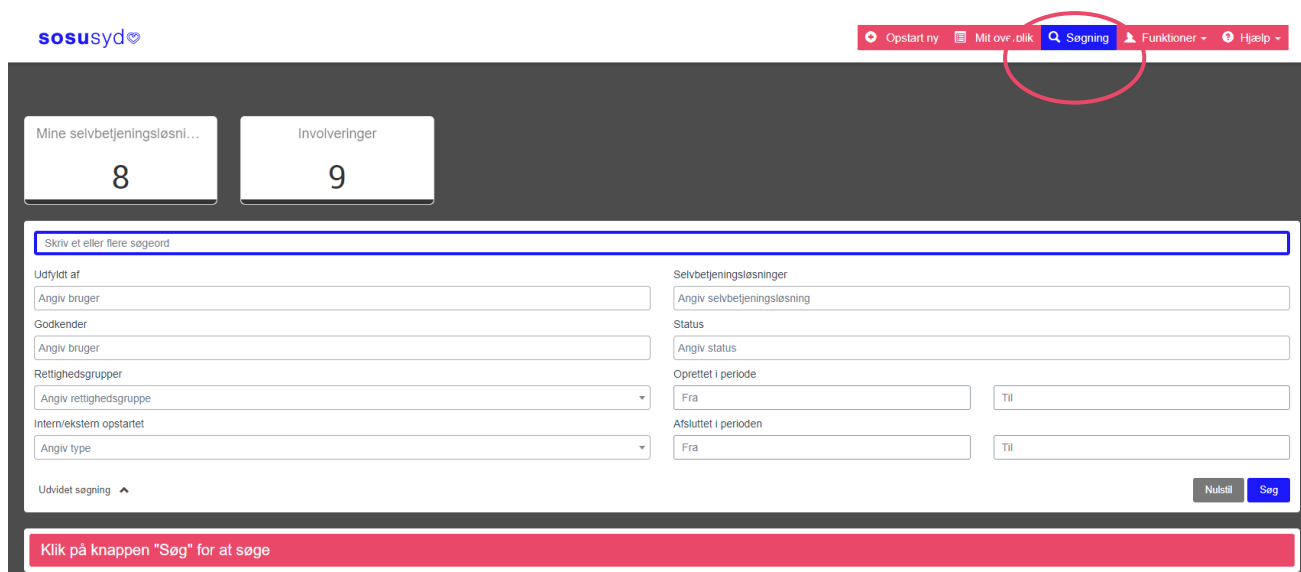 sosusyd
Opstart ny Mit overblik Søgning Funktioner Hjælp
Mine selvbetjeningsløsni... Involveringer
8 9
Skriv et eller flere søgeord
Udfyldt af Selvbetjeningsløsninger
Angiv bruger Angiv selvbetjeningsløsning
Godkender Status
Angiv bruger Angiv status
Rettighedsgrupper Oprettet i periode
Angiv rettighedsgruppe Fra Til
Intern/ekstern opstartet Afsluttet i perioden
Angiv type Fra Til
Udvidet søgning Nulstil Søg
Klik på knappen "Søg" for at søge